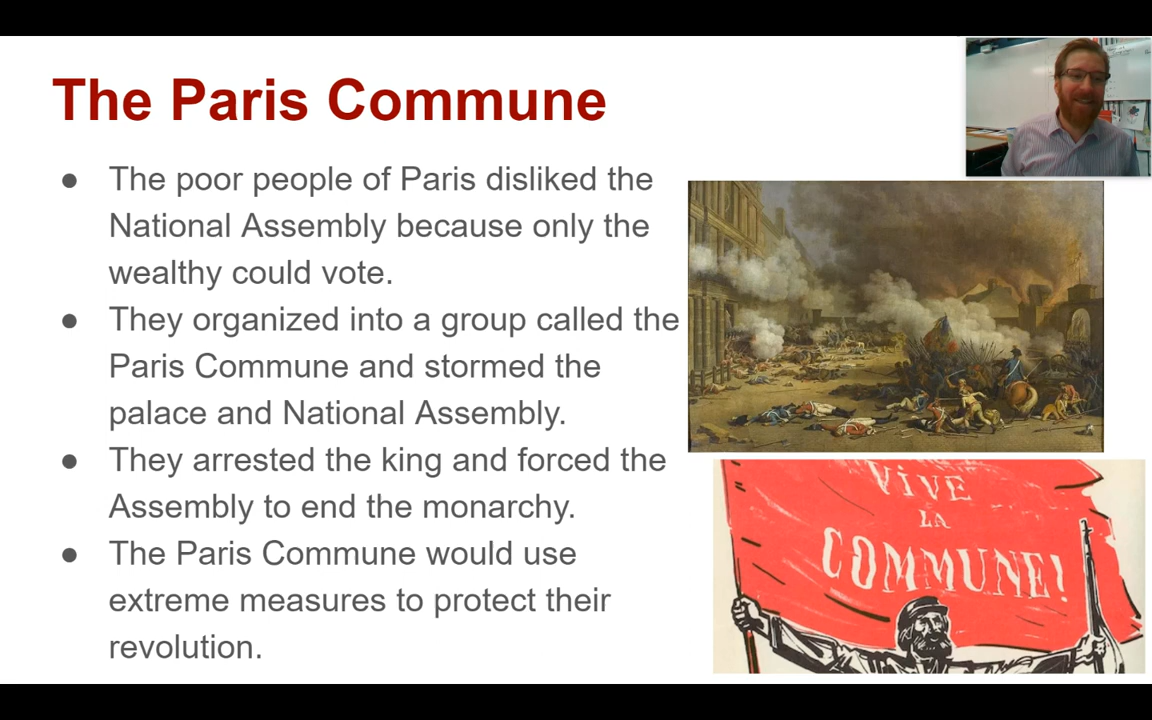 The Paris Commune
● The poor people of Paris disliked the
National Assembly because only the
wealthy could vote.
● They organized into a group called the
Paris Commune and stormed the
palace and National Assembly.
● They arrested the king and forced the
Assembly to end the monarchy.
● The Paris Commune would use
extreme measures to protect their
revolution.
VIVE
LA
COMMUNE!